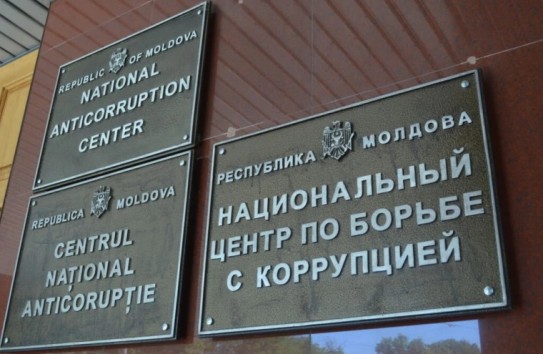 REPUBLIC OF MOLDOVA
NATIONAL
ANTICORRUPTION
CENTER
REPUBLICA MOLDOVA
CENTRUL
NAȚIONAL
ANTICORUPȚIE
РЕСПУБЛИКА МОЛДОВА
НАЦИОНАЛЬНЫЙ
ЦЕНТР ПО БОРЬБЕ
С КОРРУПЦИЕЙ